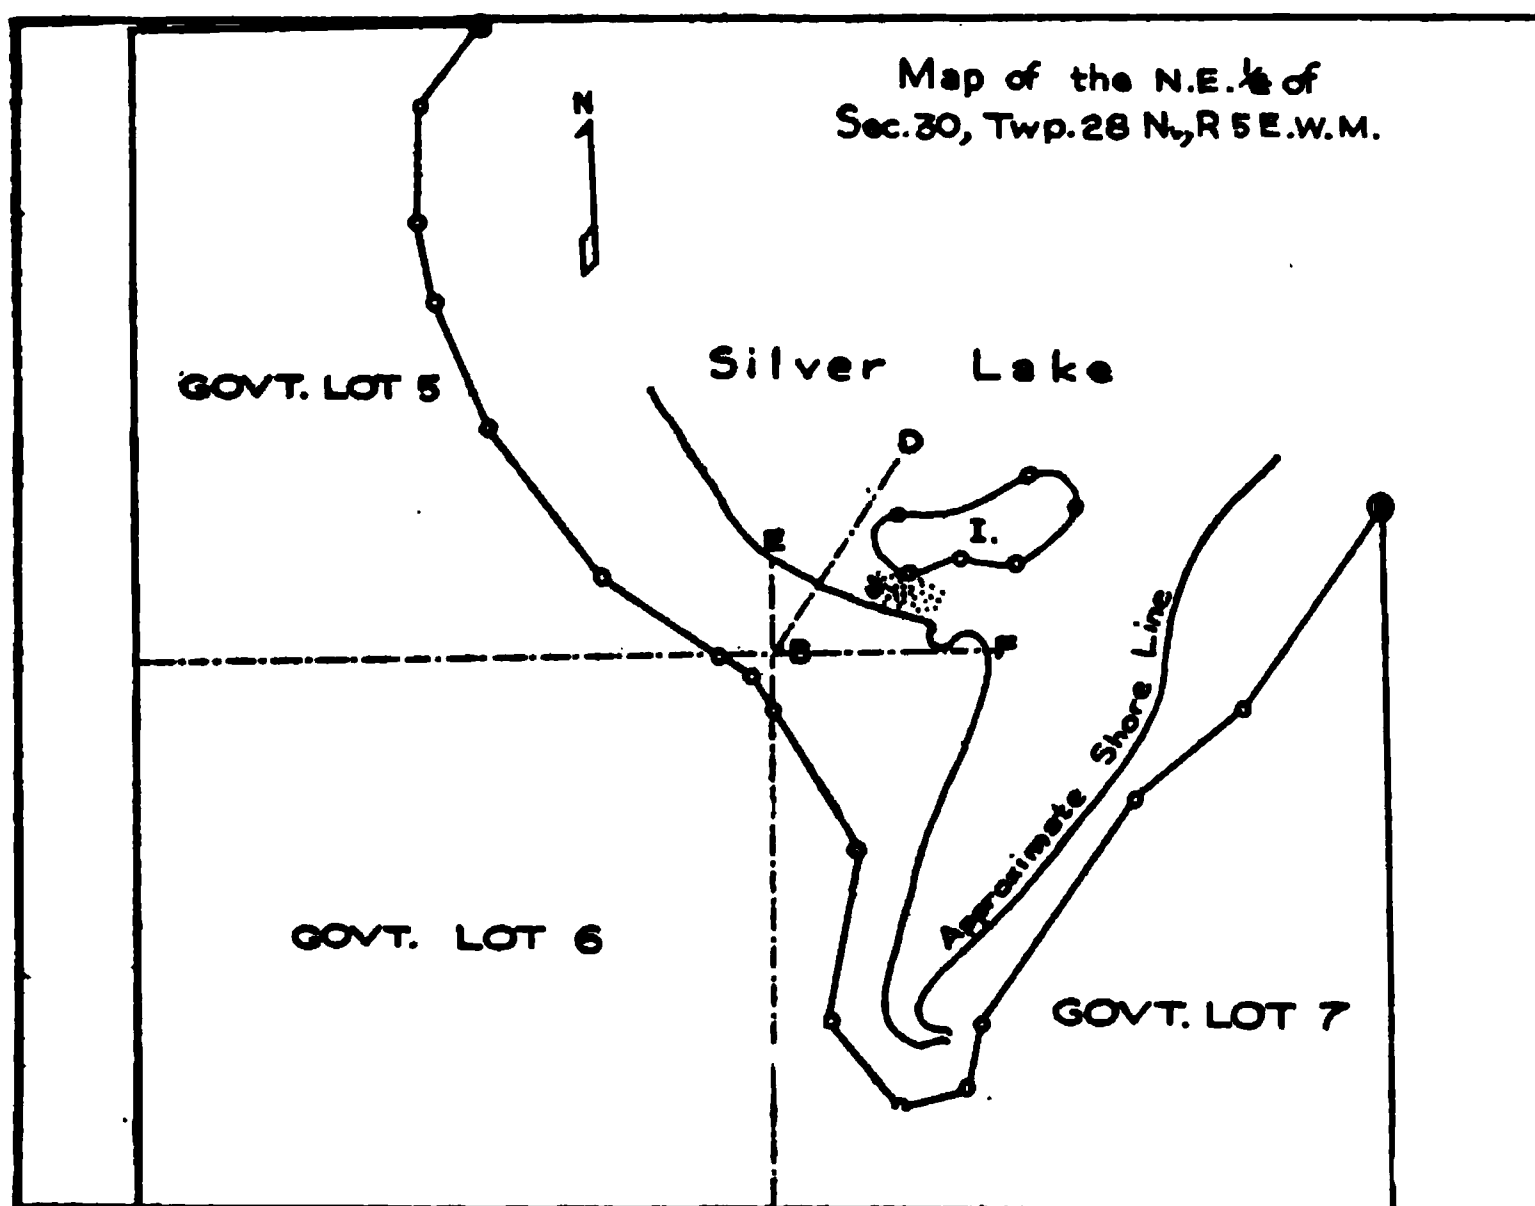 Map of the N.E.¼ of
Sec.30, Twp.28 N., R 5 E.W.M.
N
Silver Lake
GOVT. LOT 5
D
I.
E
B
F
Approximate Shore Line
GOVT. LOT 6
GOVT. LOT 7